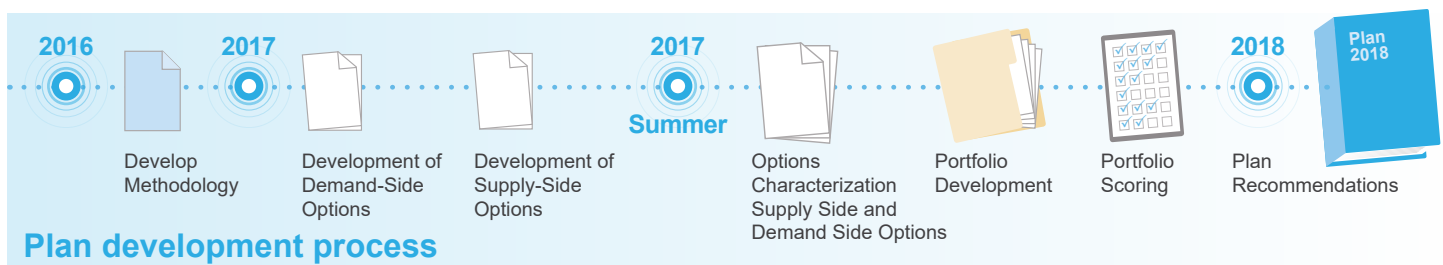 2016
2017
2017
Summer
2018
Plan
2018
Develop
Methodology
Development of
Demand-Side
Options
Development of
Supply-Side
Options
Options
Characterization
Supply Side and
Demand Side Options
Portfolio
Development
Portfolio
Scoring
Plan
Recommendations
Plan development process